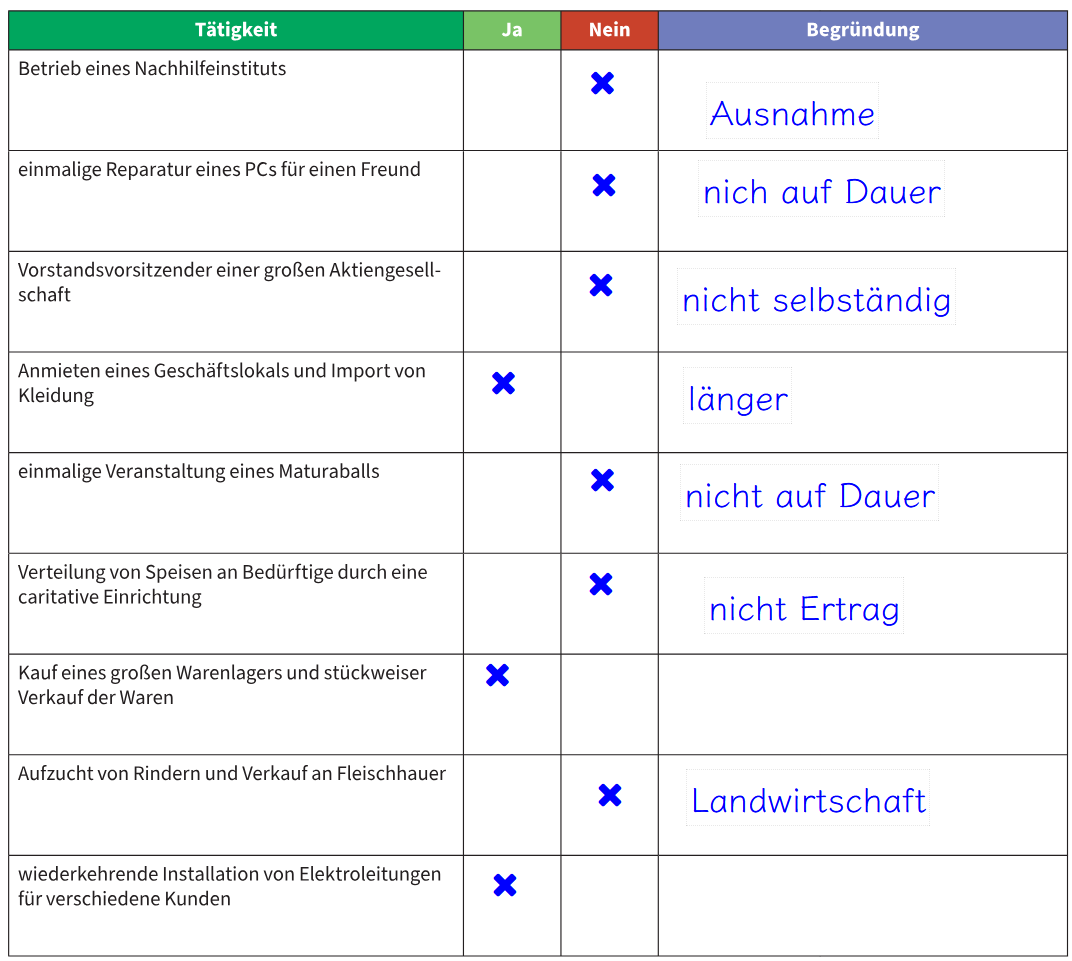 Tätigkeit Ja Nein Begründung
Betrieb eines Nachhilfeinstituts
Ausnahme
einmalige Reparatur eines PCs für einen Freund
nich auf Dauer
Vorstandsvorsitzender einer großen Aktiengesell-
schaft
nicht selbständig
Anmieten eines Geschäftslokals und Import von
Kleidung
länger
einmalige Veranstaltung eines Maturaballs
nicht auf Dauer
Verteilung von Speisen an Bedürftige durch eine
caritative Einrichtung
nicht Ertrag
Kauf eines großen Warenlagers und stückweiser
Verkauf der Waren
Aufzucht von Rindern und Verkauf an Fleischhauer
Landwirtschaft
wiederkehrende Installation von Elektroleitungen
für verschiedene Kunden